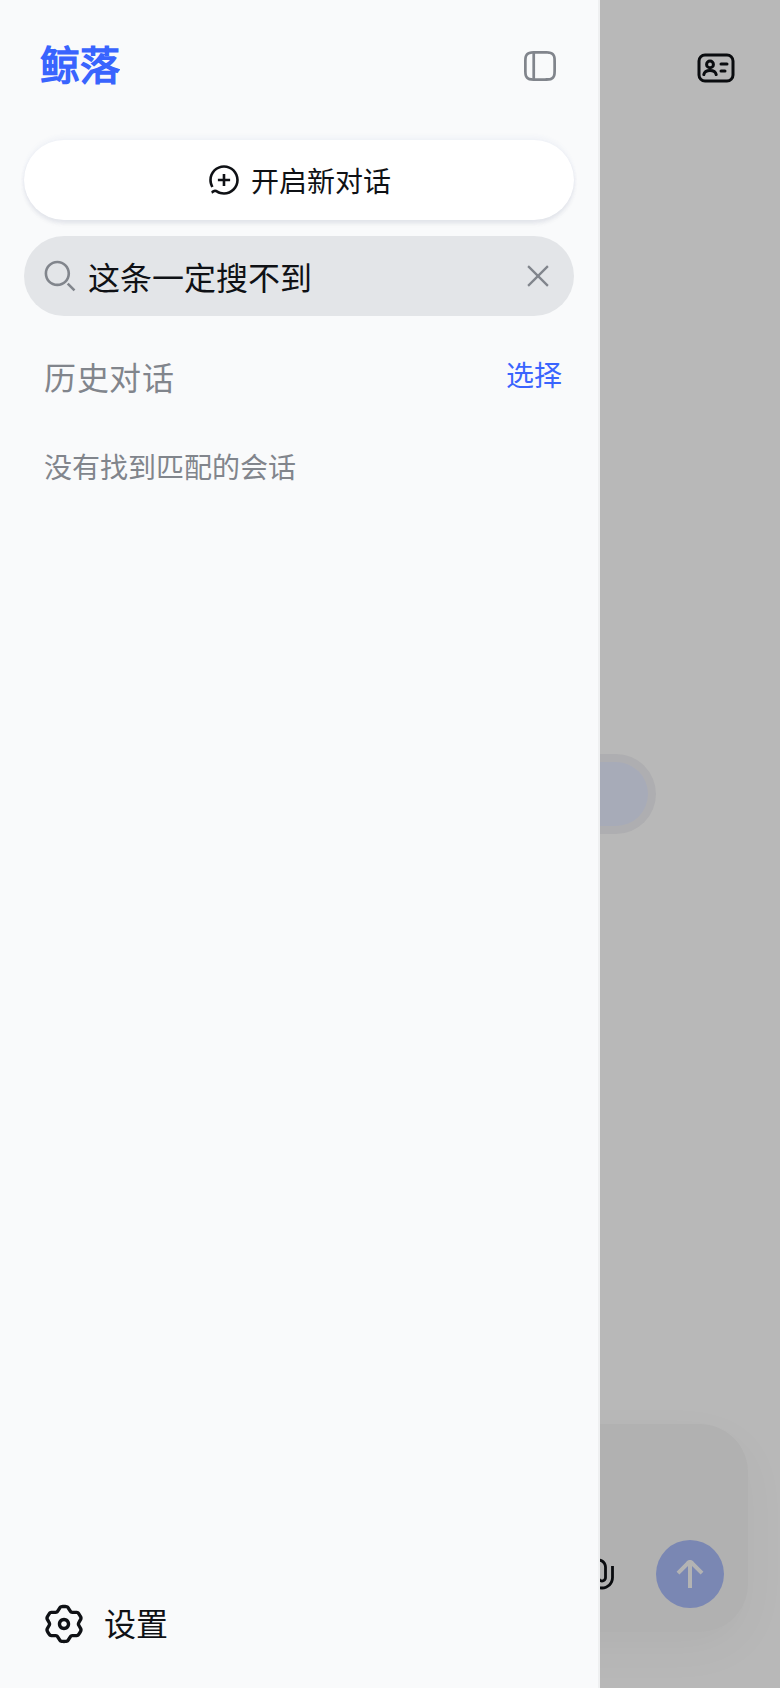 鲸落
开启新对话
这条一定搜不到
历史对话
选择
没有找到匹配的会话
设置